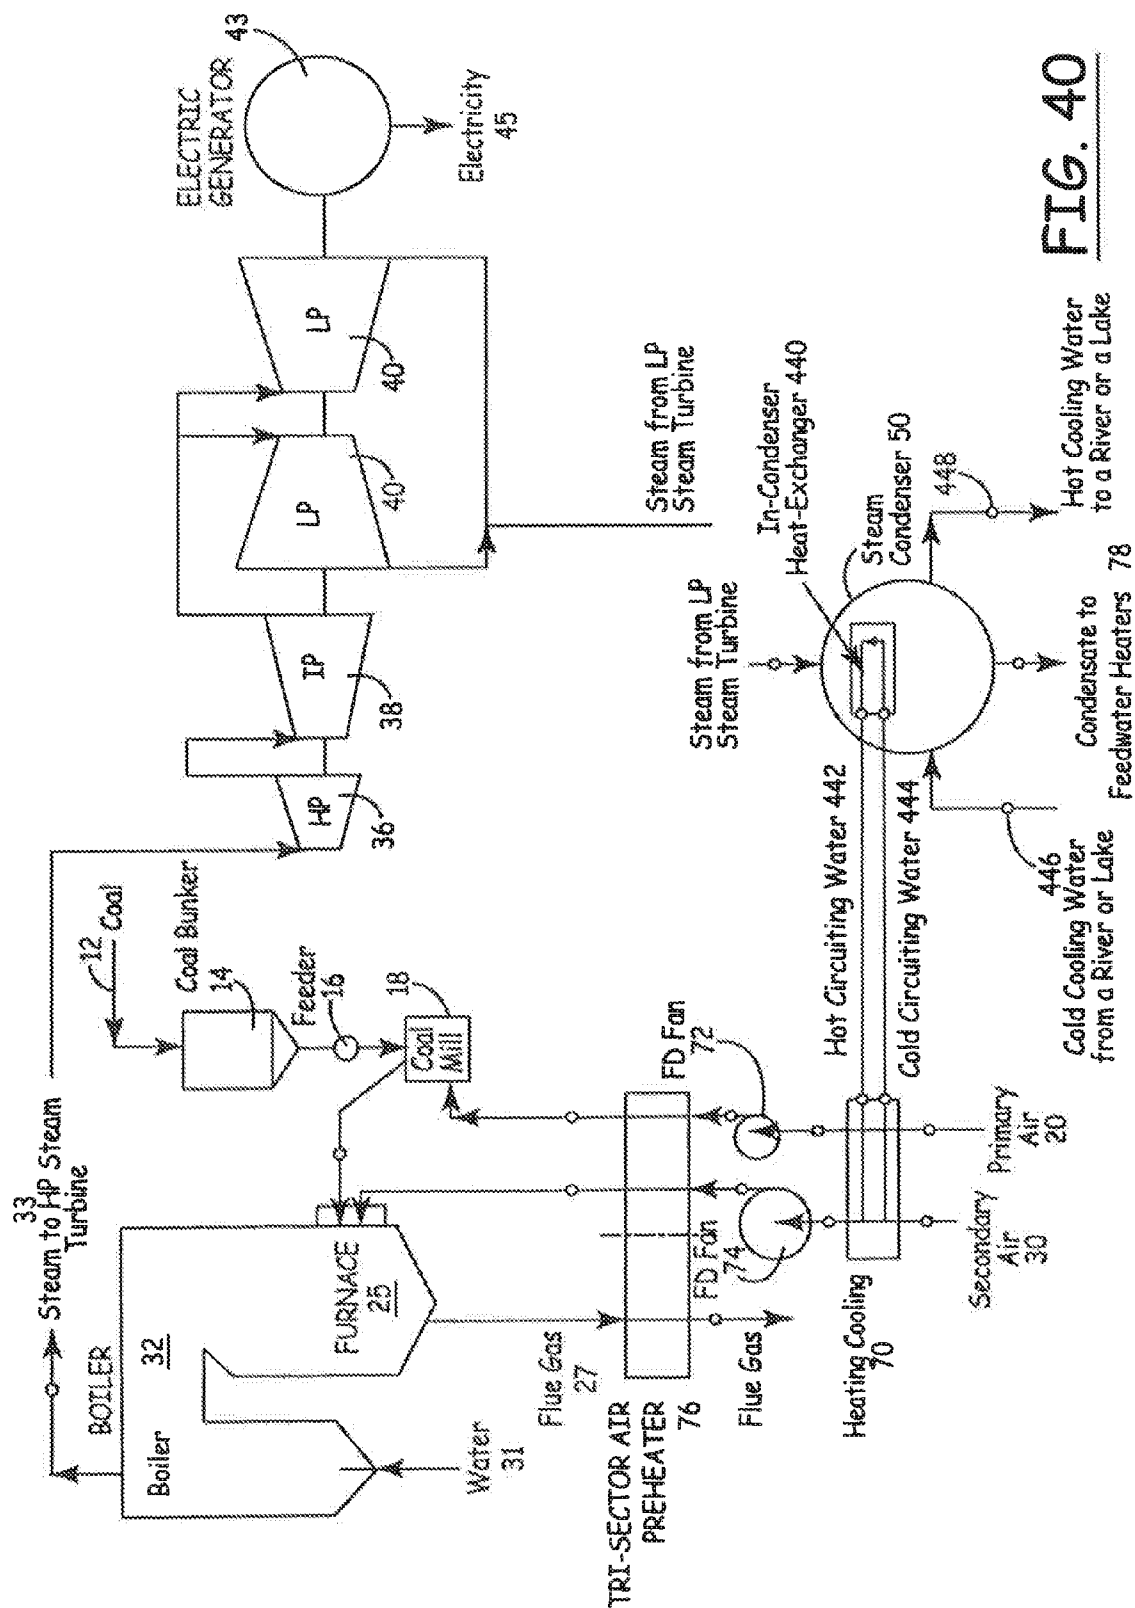 33
Steam to HP Steam
Turbine
BOILER
Boiler
32
FURNACE
25
Water
31
12
Coal
Coal Bunker
14
Feeder
16
18
Coal
Mill
HP
36
IP
38
LP
40
LP
40
ELECTRIC
GENERATOR
43
Electricity
45
Steam from LP
Steam Turbine
Flue Gas
27
TRI-SECTOR AIR
PREHEATER
76
Flue Gas
FD Fan
74
FD Fan
72
Heating Cooling
70
Secondary
Air
30
Primary
Air
20
Hot Circuiting Water 442
Cold Circuiting Water 444
Steam from LP
Steam Turbine
In-Condenser
Heat-Exchanger 440
Steam
Condenser 50
446
Cold Cooling Water
from a River or Lake
Condensate to
Feedwater Heaters 78
448
Hot Cooling Water
to a River or a Lake
FIG. 40